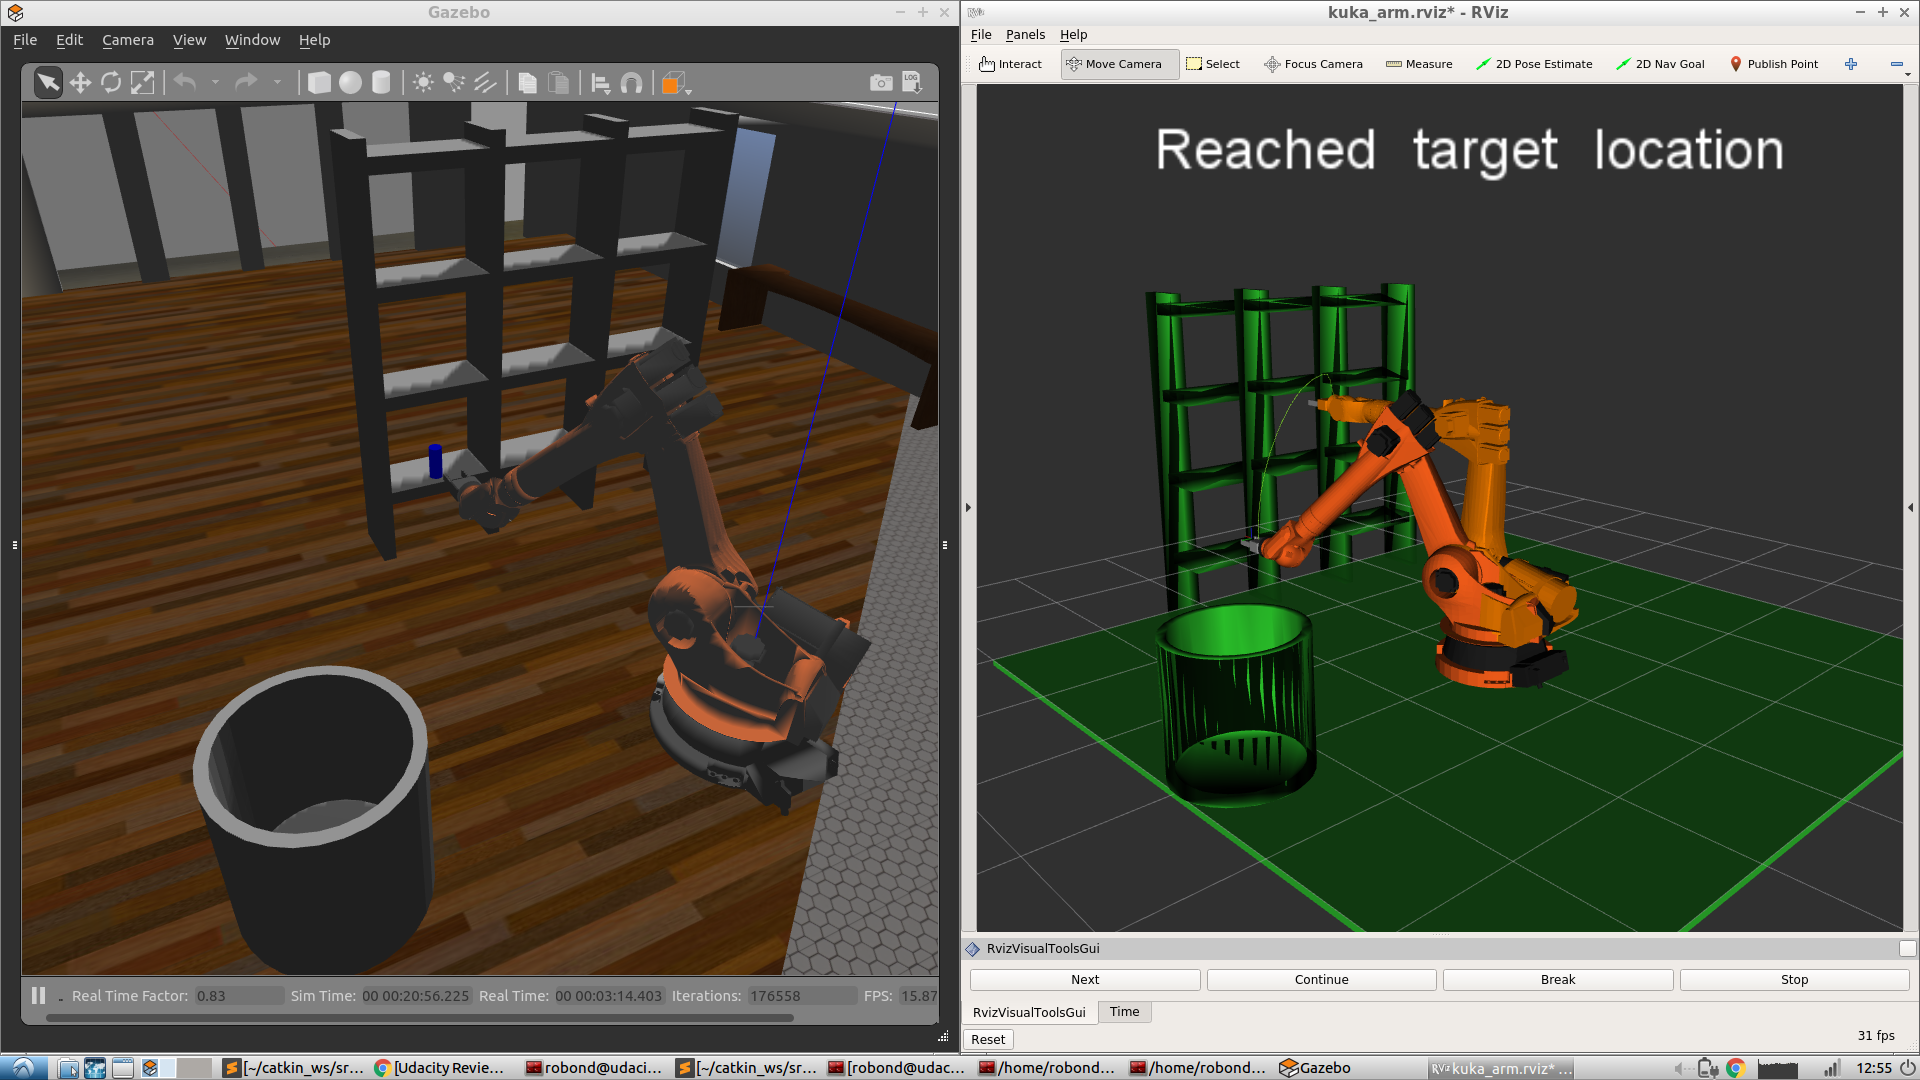 Gazebo
File Edit Camera View Window Help
LOG
Real Time Factor: 0.83 Sim Time: 00 00:20:56.225 Real Time: 00 00:03:14.403 Iterations: 176558 FPS: 15.87
kuka_arm.rviz* - RViz
File Panels Help
Interact Move Camera Select Focus Camera Measure 2D Pose Estimate 2D Nav Goal Publish Point
Reached target location
RvizVisualToolsGui
Next Continue Break Stop
RvizVisualToolsGui Time
Reset 31 fps
[~/catkin_ws/sr... [Udacity Revie... robond@udaci... [~/catkin_ws/sr... [robond@udac... /home/robond... /home/robond... Gazebo kuka_arm.rviz* ... 12:55